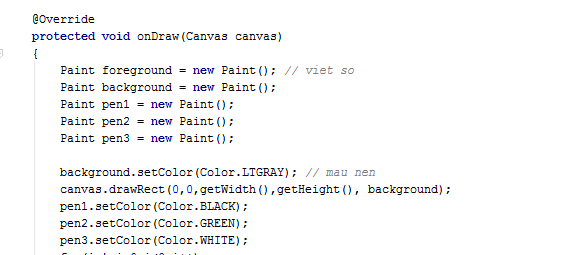 @Override
protected void onDraw(Canvas canvas)
{
Paint foreground = new Paint(); // viet so
Paint background = new Paint();
Paint pen1 = new Paint();
Paint pen2 = new Paint();
Paint pen3 = new Paint();
background.setColor(Color.LTGRAY); // mau nen
canvas.drawRect(0,0,getWidth(),getHeight(), background);
pen1.setColor(Color.BLACK);
pen2.setColor(Color.GREEN);
pen3.setColor(Color.WHITE);